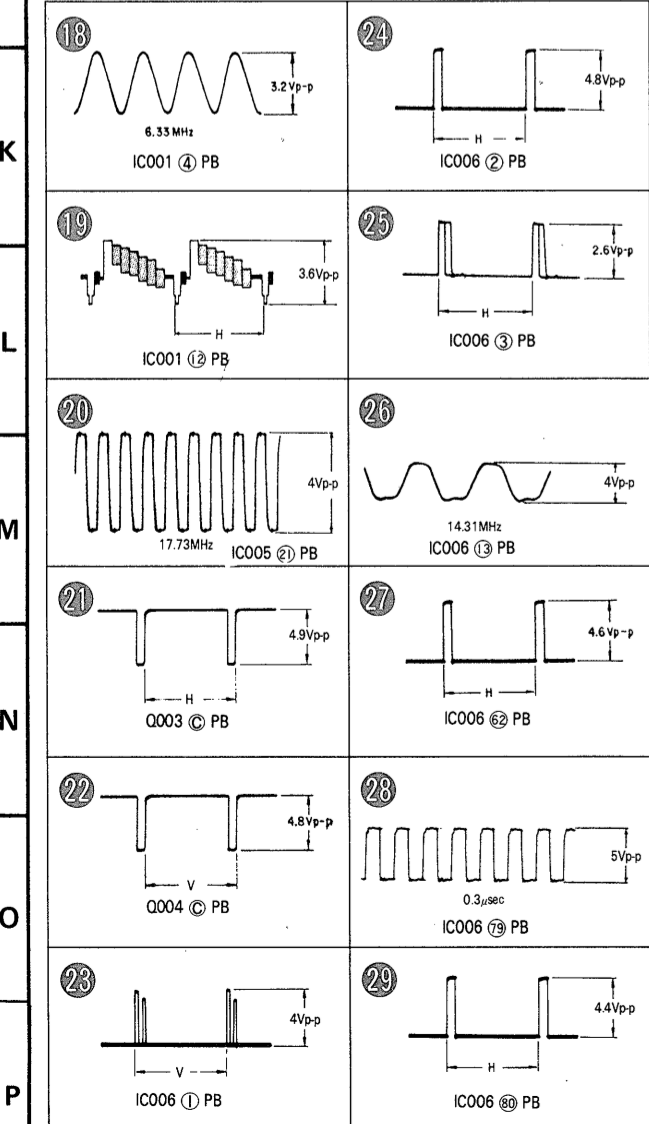 K
L
M
N
O
P
18
3.2Vp-p
6.33MHz
IC001 ④ PB
19
3.6Vp-p
H
IC001 ⑫ PB
20
4Vp-p
17.73MHz
IC005 ㉑ PB
21
4.9Vp-p
H
Q003 Ⓒ PB
22
4.8Vp-p
V
Q004 Ⓒ PB
23
4Vp-p
V
IC006 ① PB
24
4.8Vp-p
H
IC006 ② PB
25
2.6Vp-p
H
IC006 ③ PB
26
4Vp-p
14.31MHz
IC006 ⑬ PB
27
4.6Vp-p
H
IC006 (62) PB
28
5Vp-p
0.3μsec
IC006 (79) PB
29
4.4Vp-p
H
IC006 (80) PB